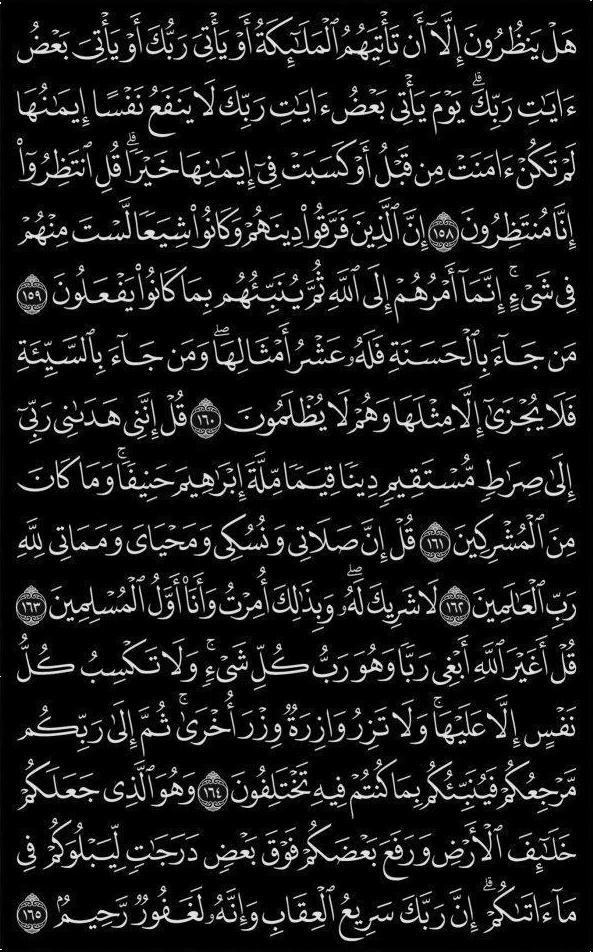 هَلۡ يَنظُرُونَ إِلَّآ أَن تَأۡتِيَهُمُ ٱلۡمَلَٰٓئِكَةُ أَوۡ يَأۡتِيَ رَبُّكَ أَوۡ يَأۡتِيَ بَعۡضُ
ءَايَٰتِ رَبِّكَۗ يَوۡمَ يَأۡتِي بَعۡضُ ءَايَٰتِ رَبِّكَ لَا يَنفَعُ نَفۡسًا إِيمَٰنُهَا
لَمۡ تَكُنۡ ءَامَنَتۡ مِن قَبۡلُ أَوۡ كَسَبَتۡ فِيٓ إِيمَٰنِهَا خَيۡرٗاۗ قُلِ ٱنتَظِرُوٓاْ
إِنَّا مُنتَظِرُونَ ١٥٨ إِنَّ ٱلَّذِينَ فَرَّقُواْ دِينَهُمۡ وَكَانُواْ شِيَعٗا لَّسۡتَ مِنۡهُمۡ
فِي شَيۡءٍۚ إِنَّمَآ أَمۡرُهُمۡ إِلَى ٱللَّهِ ثُمَّ يُنَبِّئُهُم بِمَا كَانُواْ يَفۡعَلُونَ ١٥٩
مَن جَآءَ بِٱلۡحَسَنَةِ فَلَهُۥ عَشۡرُ أَمۡثَالِهَاۖ وَمَن جَآءَ بِٱلسَّيِّئَةِ
فَلَا يُجۡزَىٰٓ إِلَّا مِثۡلَهَا وَهُمۡ لَا يُظۡلَمُونَ ١٦٠ قُلۡ إِنَّنِي هَدَىٰنِي رَبِّيٓ
إِلَىٰ صِرَٰطٖ مُّسۡتَقِيمٖ دِينٗا قِيَمٗا مِّلَّةَ إِبۡرَٰهِيمَ حَنِيفٗاۚ وَمَا كَانَ
مِنَ ٱلۡمُشۡرِكِينَ ١٦١ قُلۡ إِنَّ صَلَاتِي وَنُسُكِي وَمَحۡيَايَ وَمَمَاتِي لِلَّهِ
رَبِّ ٱلۡعَٰلَمِينَ ١٦٢ لَا شَرِيكَ لَهُۥۖ وَبِذَٰلِكَ أُمِرۡتُ وَأَنَا۠ أَوَّلُ ٱلۡمُسۡلِمِينَ ١٦٣
قُلۡ أَغَيۡرَ ٱللَّهِ أَبۡغِي رَبّٗا وَهُوَ رَبُّ كُلِّ شَيۡءٖۚ وَلَا تَكۡسِبُ كُلُّ
نَفۡسٍ إِلَّا عَلَيۡهَاۚ وَلَا تَزِرُ وَازِرَةٞ وِزۡرَ أُخۡرَىٰۚ ثُمَّ إِلَىٰ رَبِّكُم
مَّرۡجِعُكُمۡ فَيُنَبِّئُكُم بِمَا كُنتُمۡ فِيهِ تَخۡتَلِفُونَ ١٦٤ وَهُوَ ٱلَّذِي جَعَلَكُمۡ
خَلَٰٓئِفَ ٱلۡأَرۡضِ وَرَفَعَ بَعۡضَكُمۡ فَوۡقَ بَعۡضٖ دَرَجَٰتٖ لِّيَبۡلُوَكُمۡ فِي
مَآ ءَاتَىٰكُمۡۗ إِنَّ رَبَّكَ سَرِيعُ ٱلۡعِقَابِ وَإِنَّهُۥ لَغَفُورٞ رَّحِيمُۢ ١٦٥